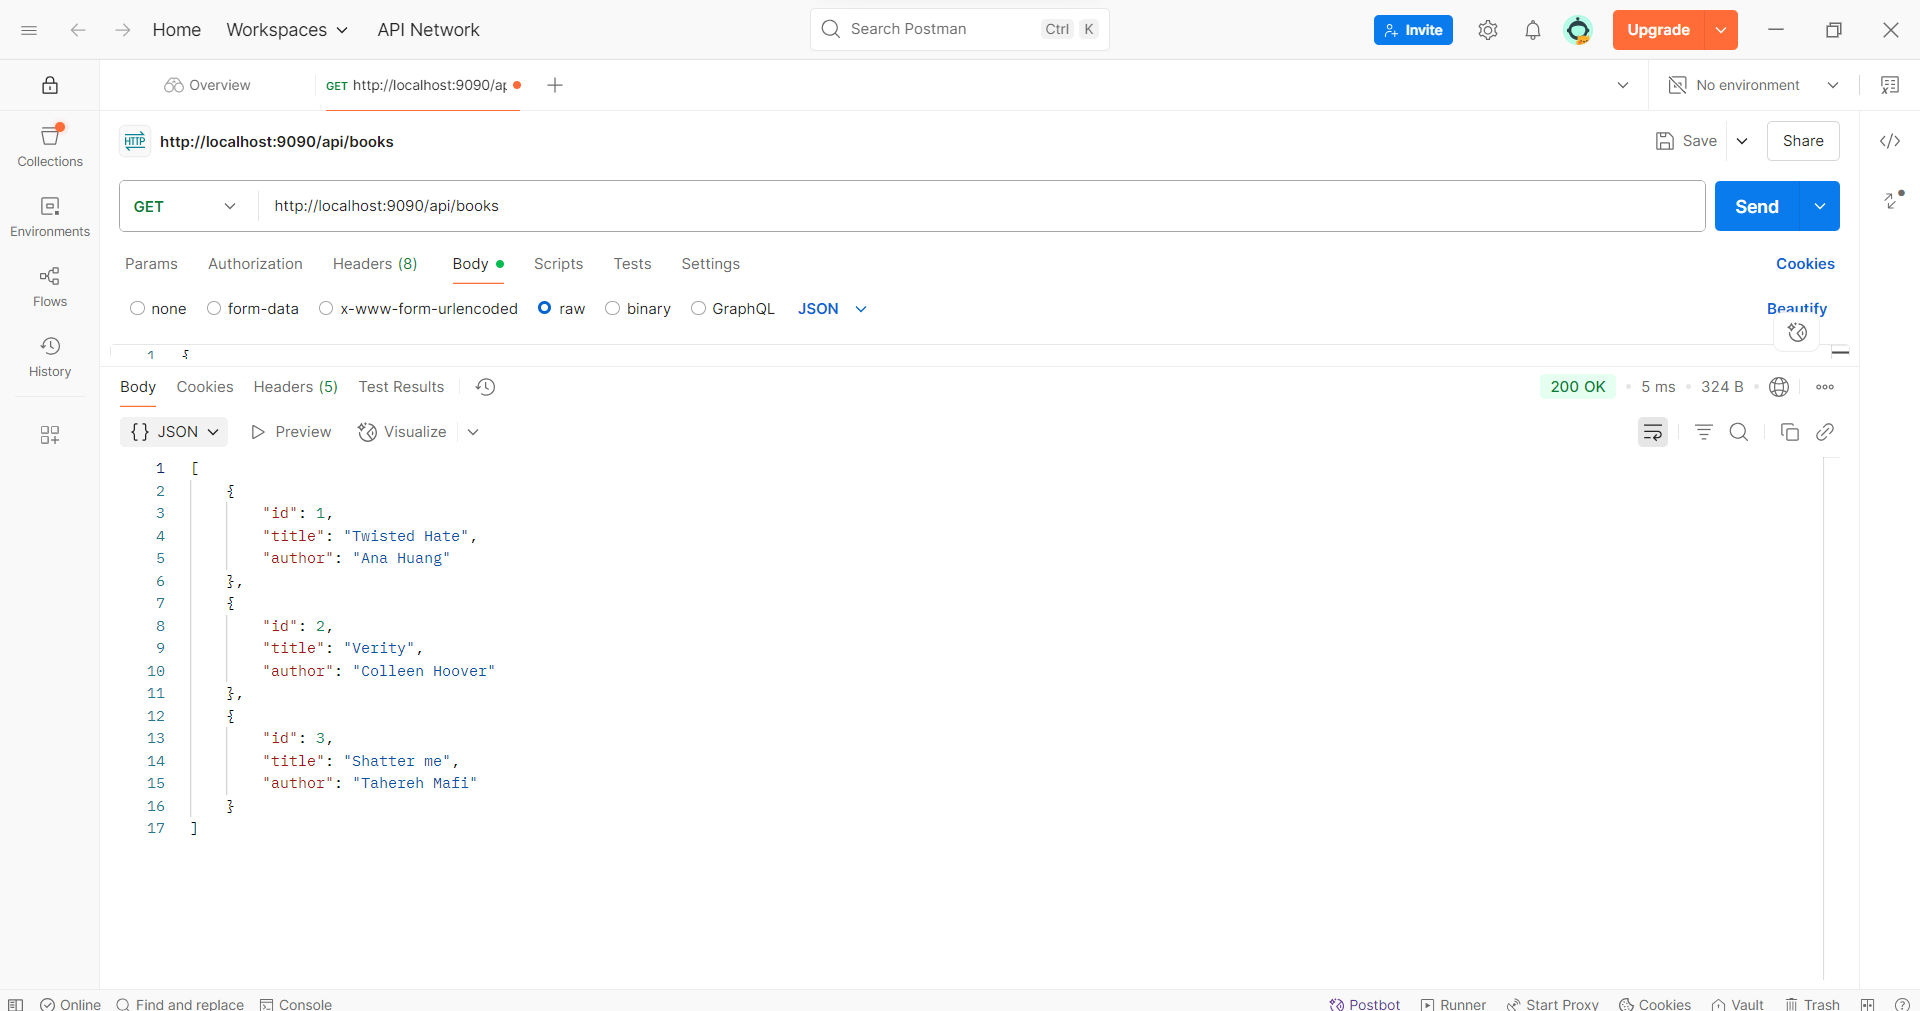 Home Workspaces API Network Search Postman Ctrl K Invite Upgrade
Overview GET http://localhost:9090/ap No environment
HTTP http://localhost:9090/api/books Save Share
Collections
Environments
Flows
History
GET http://localhost:9090/api/books Send
Params Authorization Headers (8) Body Scripts Tests Settings Cookies
none form-data x-www-form-urlencoded raw binary GraphQL JSON Beautify
1 {
Body Cookies Headers (5) Test Results 200 OK 5 ms 324 B
{} JSON Preview Visualize
1 [
2 {
3 "id": 1,
4 "title": "Twisted Hate",
5 "author": "Ana Huang"
6 },
7 {
8 "id": 2,
9 "title": "Verity",
10 "author": "Colleen Hoover"
11 },
12 {
13 "id": 3,
14 "title": "Shatter me",
15 "author": "Tahereh Mafi"
16 }
17 ]
Online Find and replace Console Postbot Runner Start Proxy Cookies Vault Trash